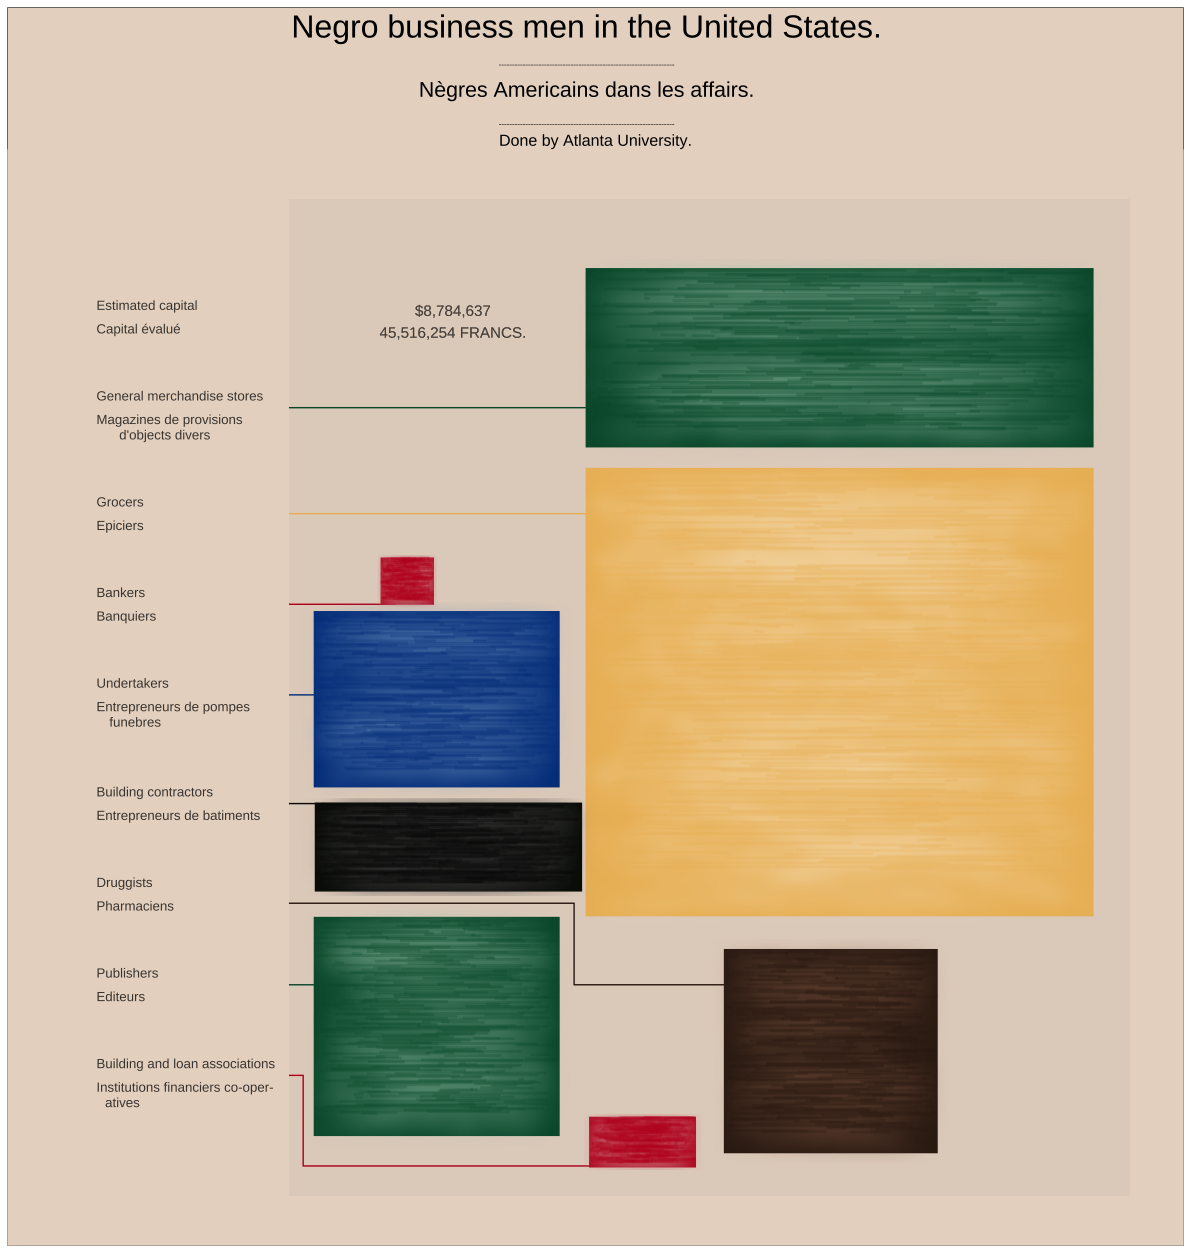 Negro business men in the United States.
Nègres Americains dans les affairs.
Done by Atlanta University.
Estimated capital
Capital évalué
$8,784,637
45,516,254 FRANCS.
General merchandise stores
Magazines de provisions
d'objects divers
Grocers
Epiciers
Bankers
Banquiers
Undertakers
Entrepreneurs de pompes
funebres
Building contractors
Entrepreneurs de batiments
Druggists
Pharmaciens
Publishers
Editeurs
Building and loan associations
Institutions financiers co-oper-
atives